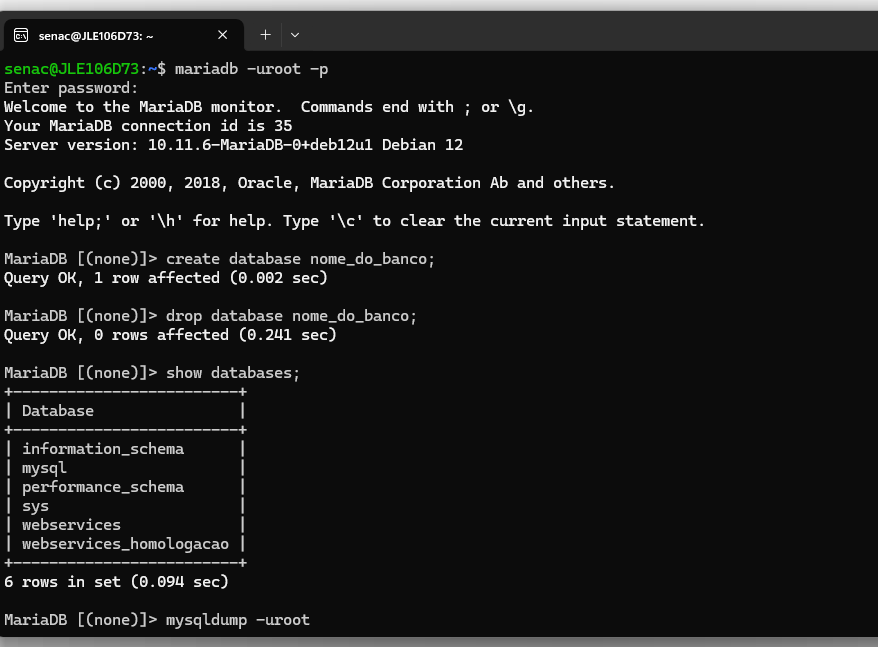 senac@JLE106D73: ~
senac@JLE106D73:~$ mariadb -uroot -p
Enter password:
Welcome to the MariaDB monitor.  Commands end with ; or \g.
Your MariaDB connection id is 35
Server version: 10.11.6-MariaDB-0+deb12u1 Debian 12
Copyright (c) 2000, 2018, Oracle, MariaDB Corporation Ab and others.
Type 'help;' or '\h' for help. Type '\c' to clear the current input statement.
MariaDB [(none)]> create database nome_do_banco;
Query OK, 1 row affected (0.002 sec)
MariaDB [(none)]> drop database nome_do_banco;
Query OK, 0 rows affected (0.241 sec)
MariaDB [(none)]> show databases;
+-------------------------+
| Database                |
+-------------------------+
| information_schema      |
| mysql                   |
| performance_schema      |
| sys                     |
| webservices             |
| webservices_homologacao |
+-------------------------+
6 rows in set (0.094 sec)
MariaDB [(none)]> mysqldump -uroot